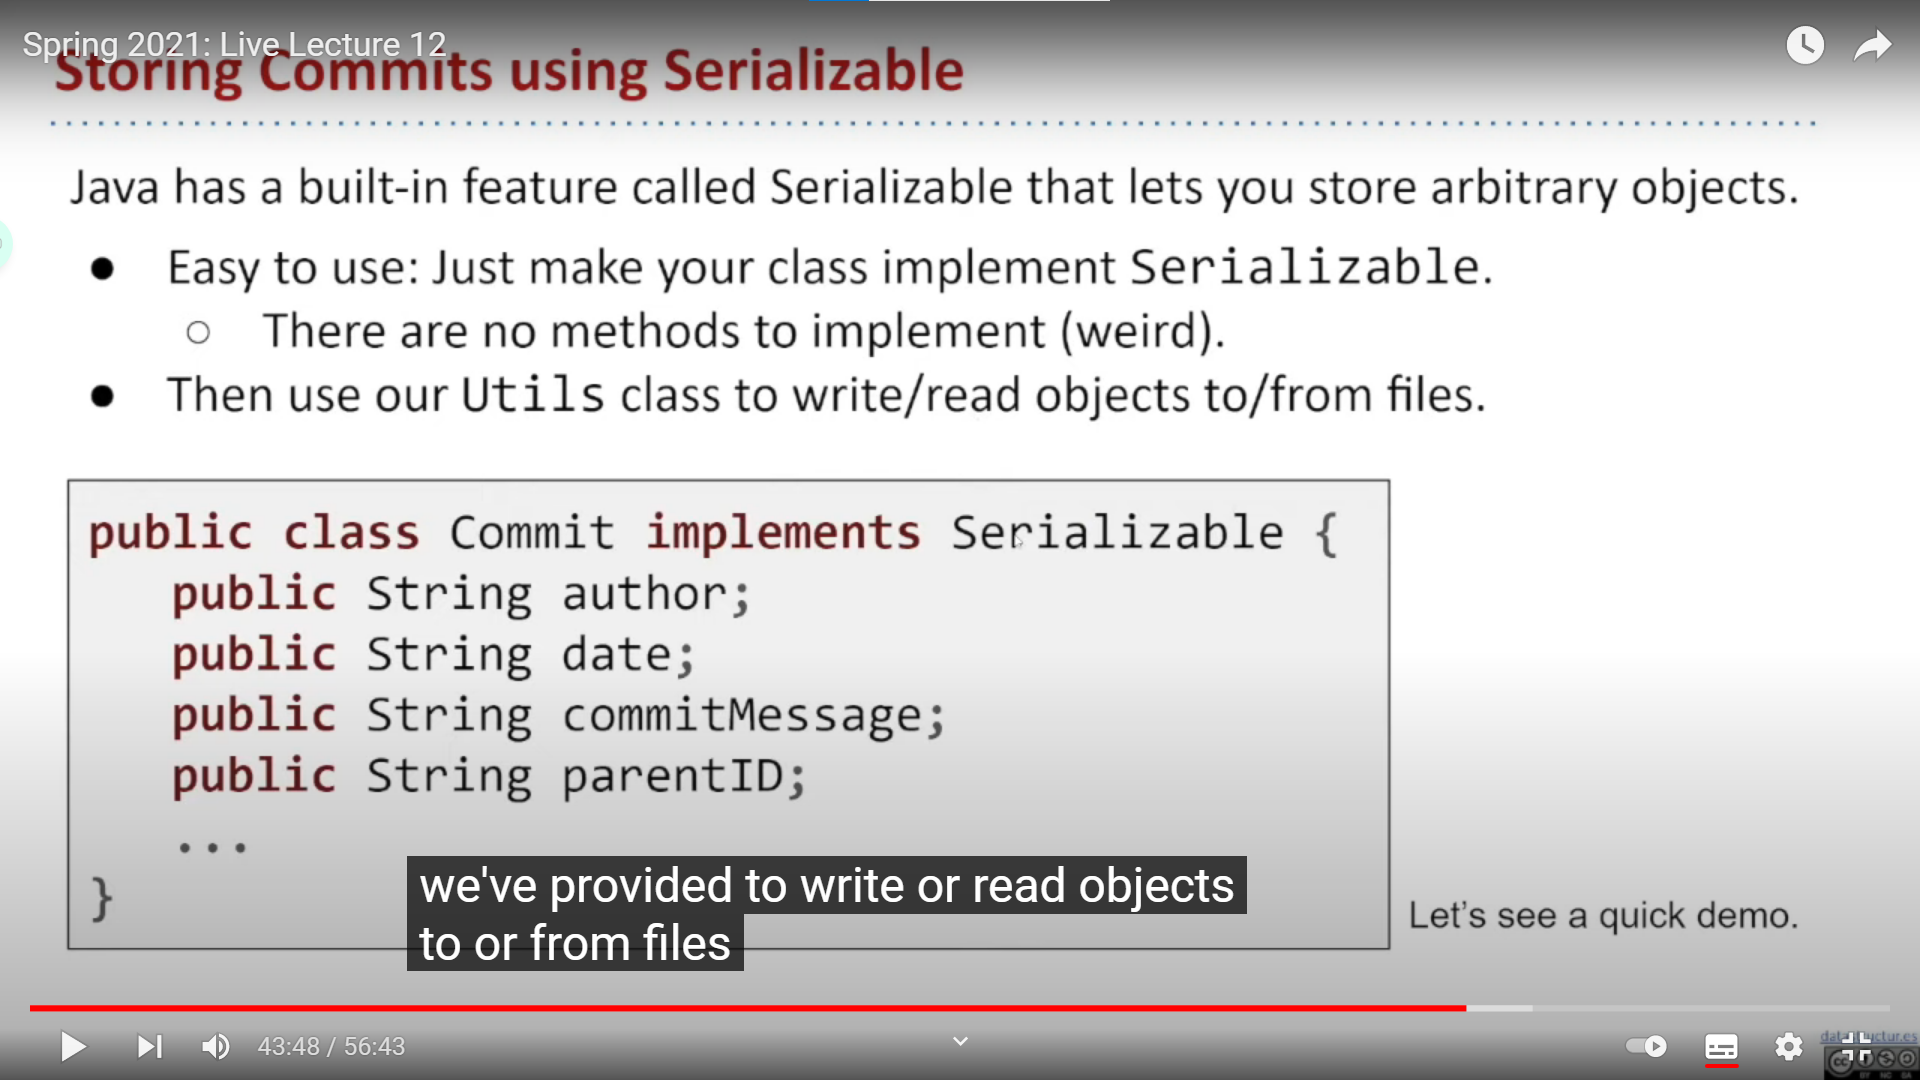 Spring 2021: Live Lecture 12
Storing Commits using Serializable
Java has a built-in feature called Serializable that lets you store arbitrary objects.
● Easy to use: Just make your class implement Serializable.
○ There are no methods to implement (weird).
● Then use our Utils class to write/read objects to/from files.
public class Commit implements Serializable {
public String author;
public String date;
public String commitMessage;
public String parentID;
...
}
we've provided to write or read objects
to or from files
Let's see a quick demo.
43:48 / 56:43
datastructur.es